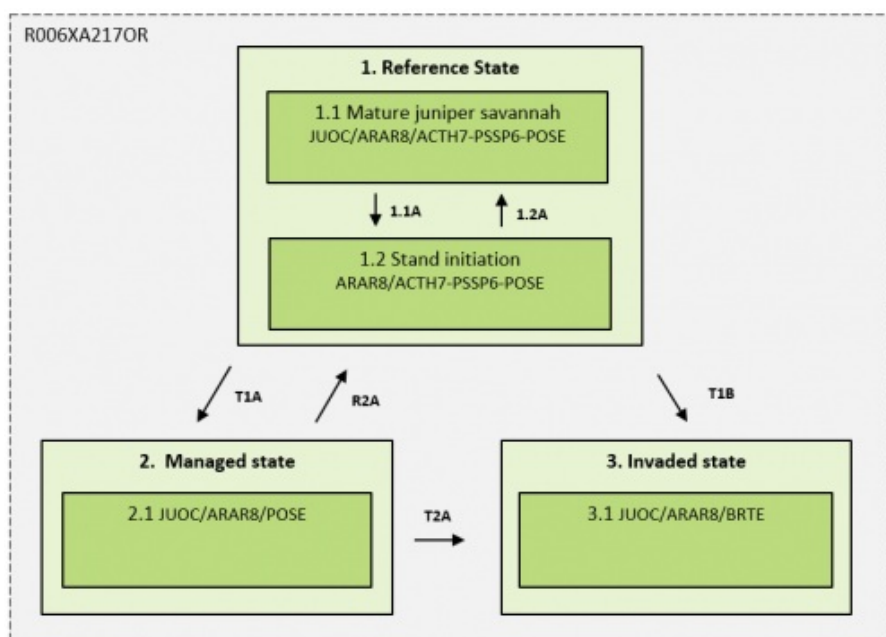 R006XA217OR
1. Reference State
1.1 Mature juniper savannah
JUOC/ARAR8/ACTH7-PSSP6-POSE
1.1A
1.2A
1.2 Stand initiation
ARAR8/ACTH7-PSSP6-POSE
T1A
R2A
T1B
2. Managed state
2.1 JUOC/ARAR8/POSE
T2A
3. Invaded state
3.1 JUOC/ARAR8/BRTE